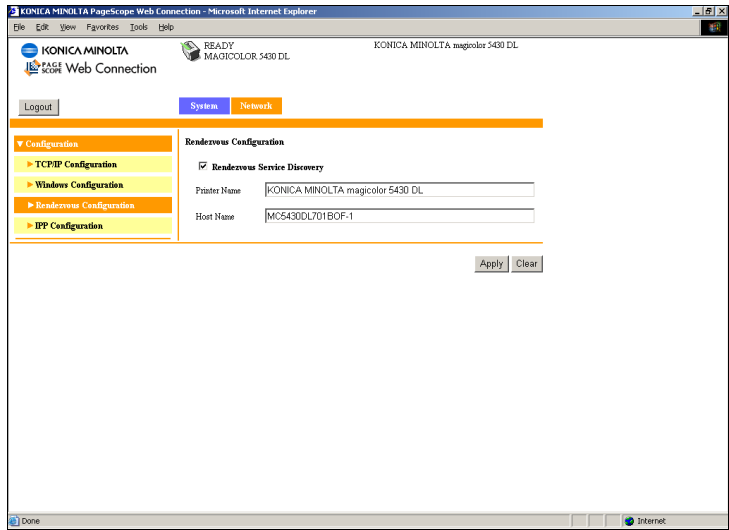 KONICA MINOLTA PageScope Web Connection - Microsoft Internet Explorer
File Edit View Favorites Tools Help
KONICA MINOLTA
PAGE SCOPE Web Connection
READY
MAGICOLOR 5430 DL
KONICA MINOLTA magicolor 5430 DL
Logout
System Network
Configuration
TCP/IP Configuration
Windows Configuration
Rendezvous Configuration
IPP Configuration
Rendezvous Configuration
Rendezvous Service Discovery
Printer Name KONICA MINOLTA magicolor 5430 DL
Host Name MC5430DL701BOF-1
Apply Clear
Done Internet